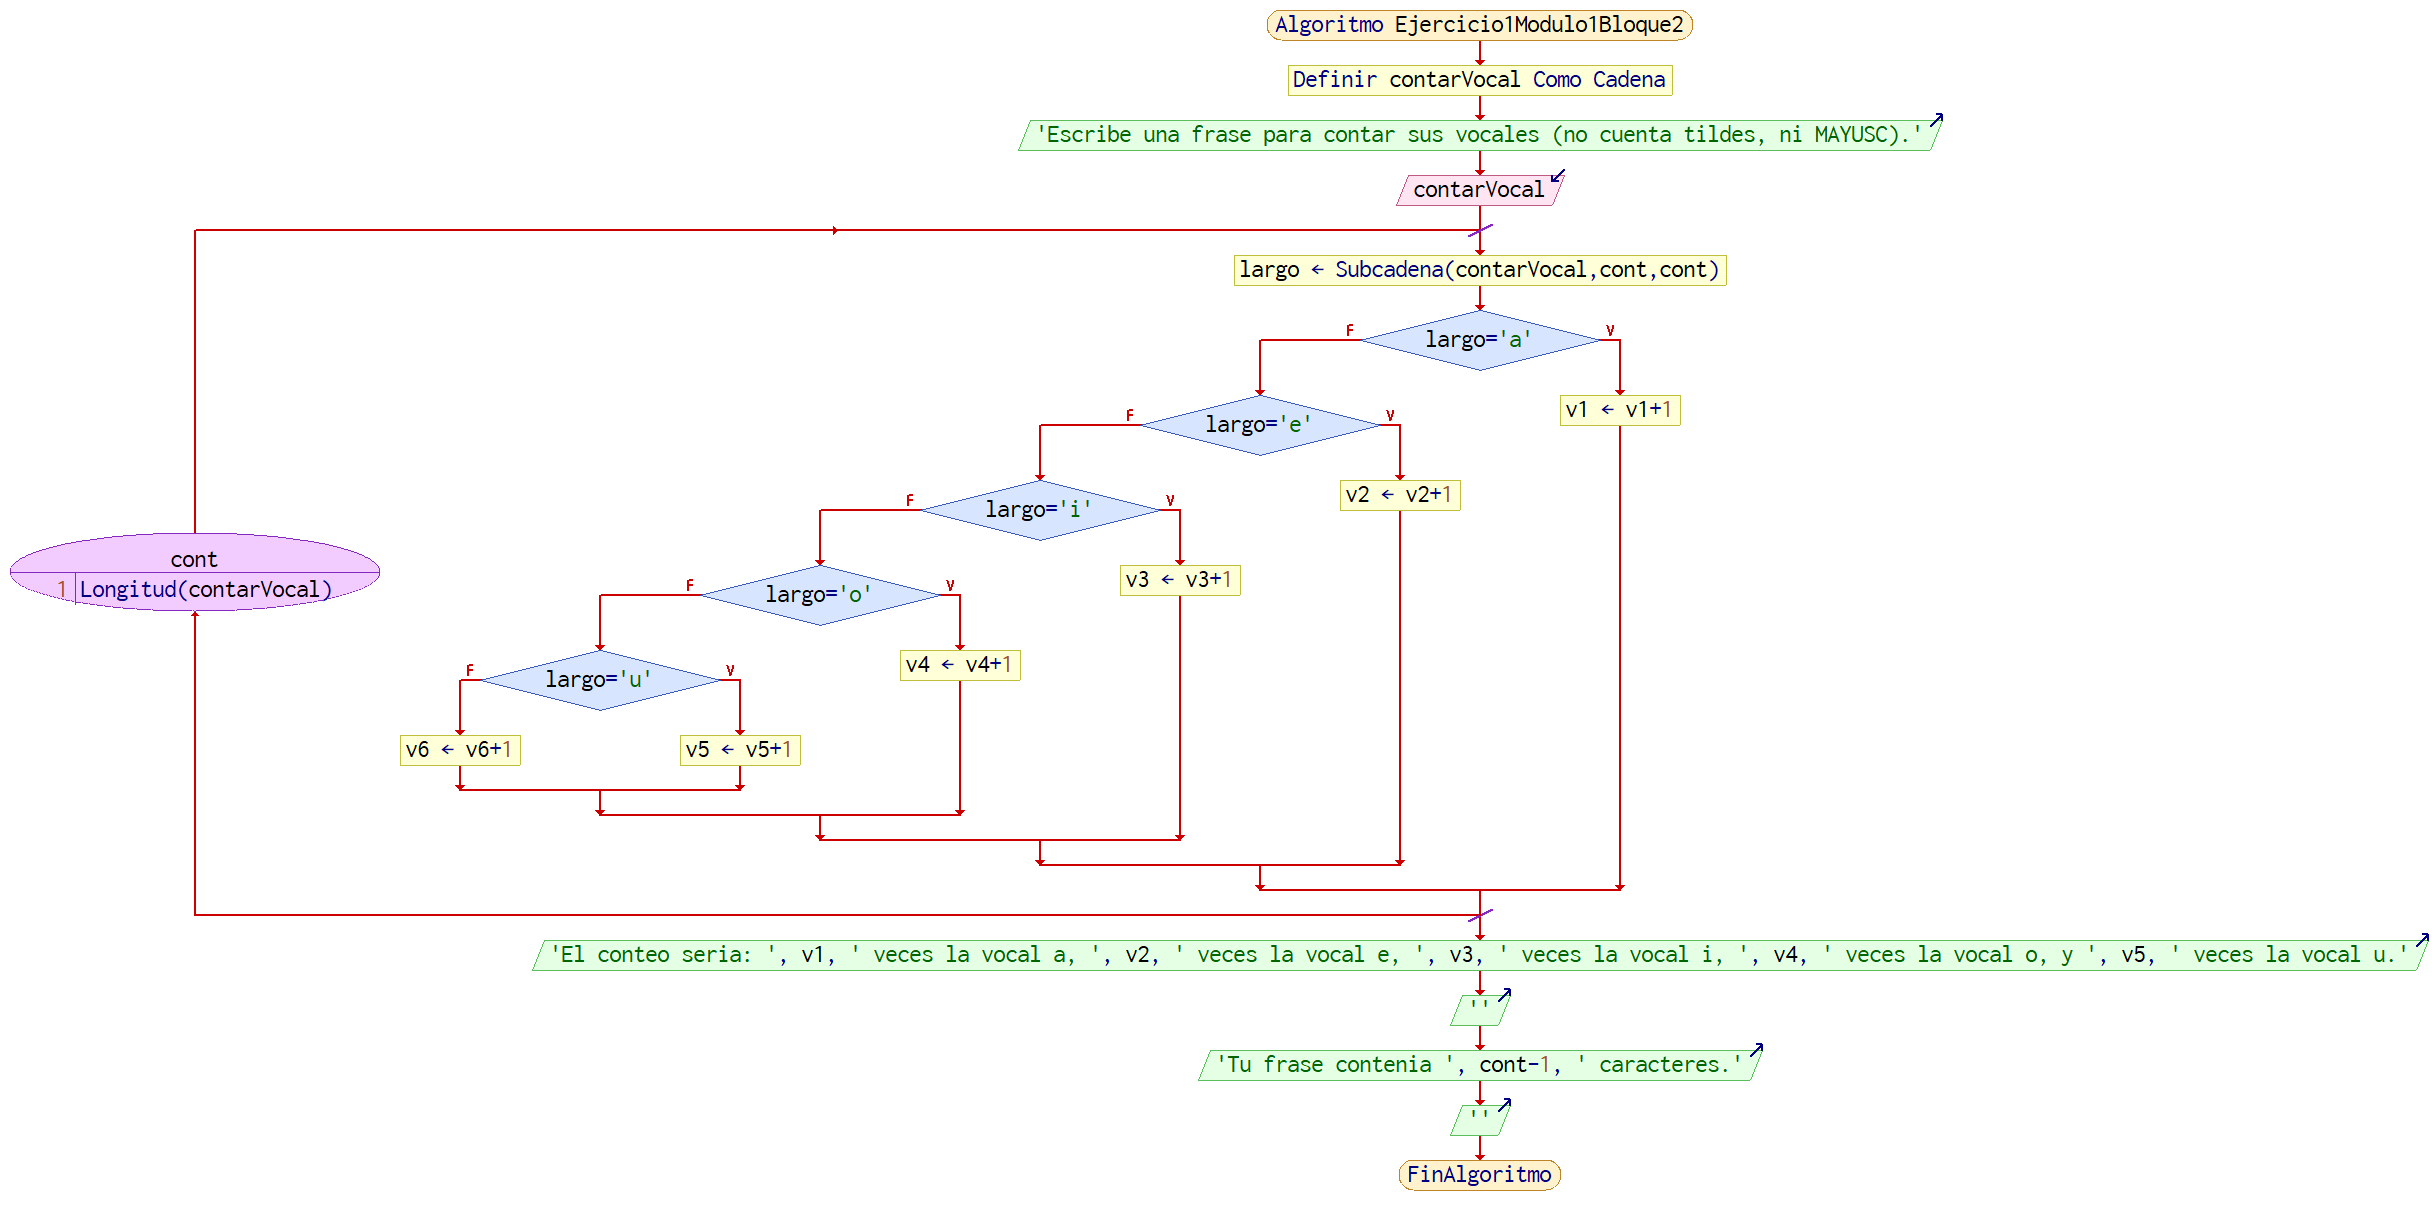 Algoritmo Ejercicio1Modulo1Bloque2
Definir contarVocal Como Cadena
'Escribe una frase para contar sus vocales (no cuenta tildes, ni MAYUSC).'
contarVocal
largo ← Subcadena(contarVocal,cont,cont)
F
largo='a'
V
v1 ← v1+1
F
largo='e'
V
v2 ← v2+1
F
largo='i'
V
v3 ← v3+1
cont
1 Longitud(contarVocal)
F
largo='o'
V
v4 ← v4+1
F
largo='u'
V
v6 ← v6+1
v5 ← v5+1
'El conteo seria: ', v1, ' veces la vocal a, ', v2, ' veces la vocal e, ', v3, ' veces la vocal i, ', v4, ' veces la vocal o, y ', v5, ' veces la vocal u.'
''
'Tu frase contenia ', cont-1, ' caracteres.'
''
FinAlgoritmo